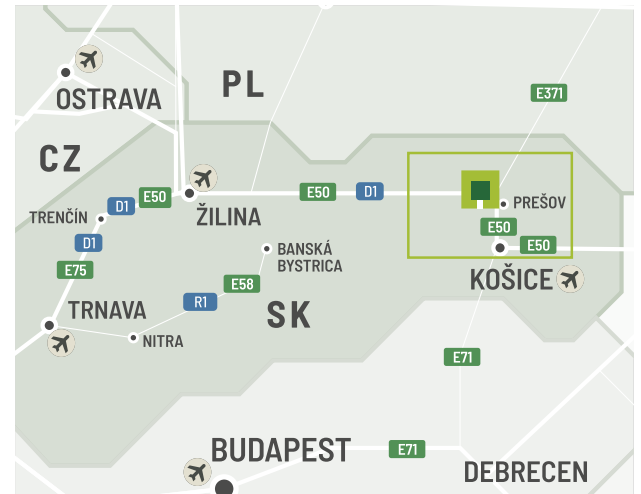 PL
E371
OSTRAVA
CZ
E50
D1
E50
D1
PREŠOV
TRENČÍN
ŽILINA
E50
D1
E50
BANSKÁ
BYSTRICA
E75
E58
KOŠICE
R1
TRNAVA
SK
NITRA
E71
BUDAPEST
E71
DEBRECEN